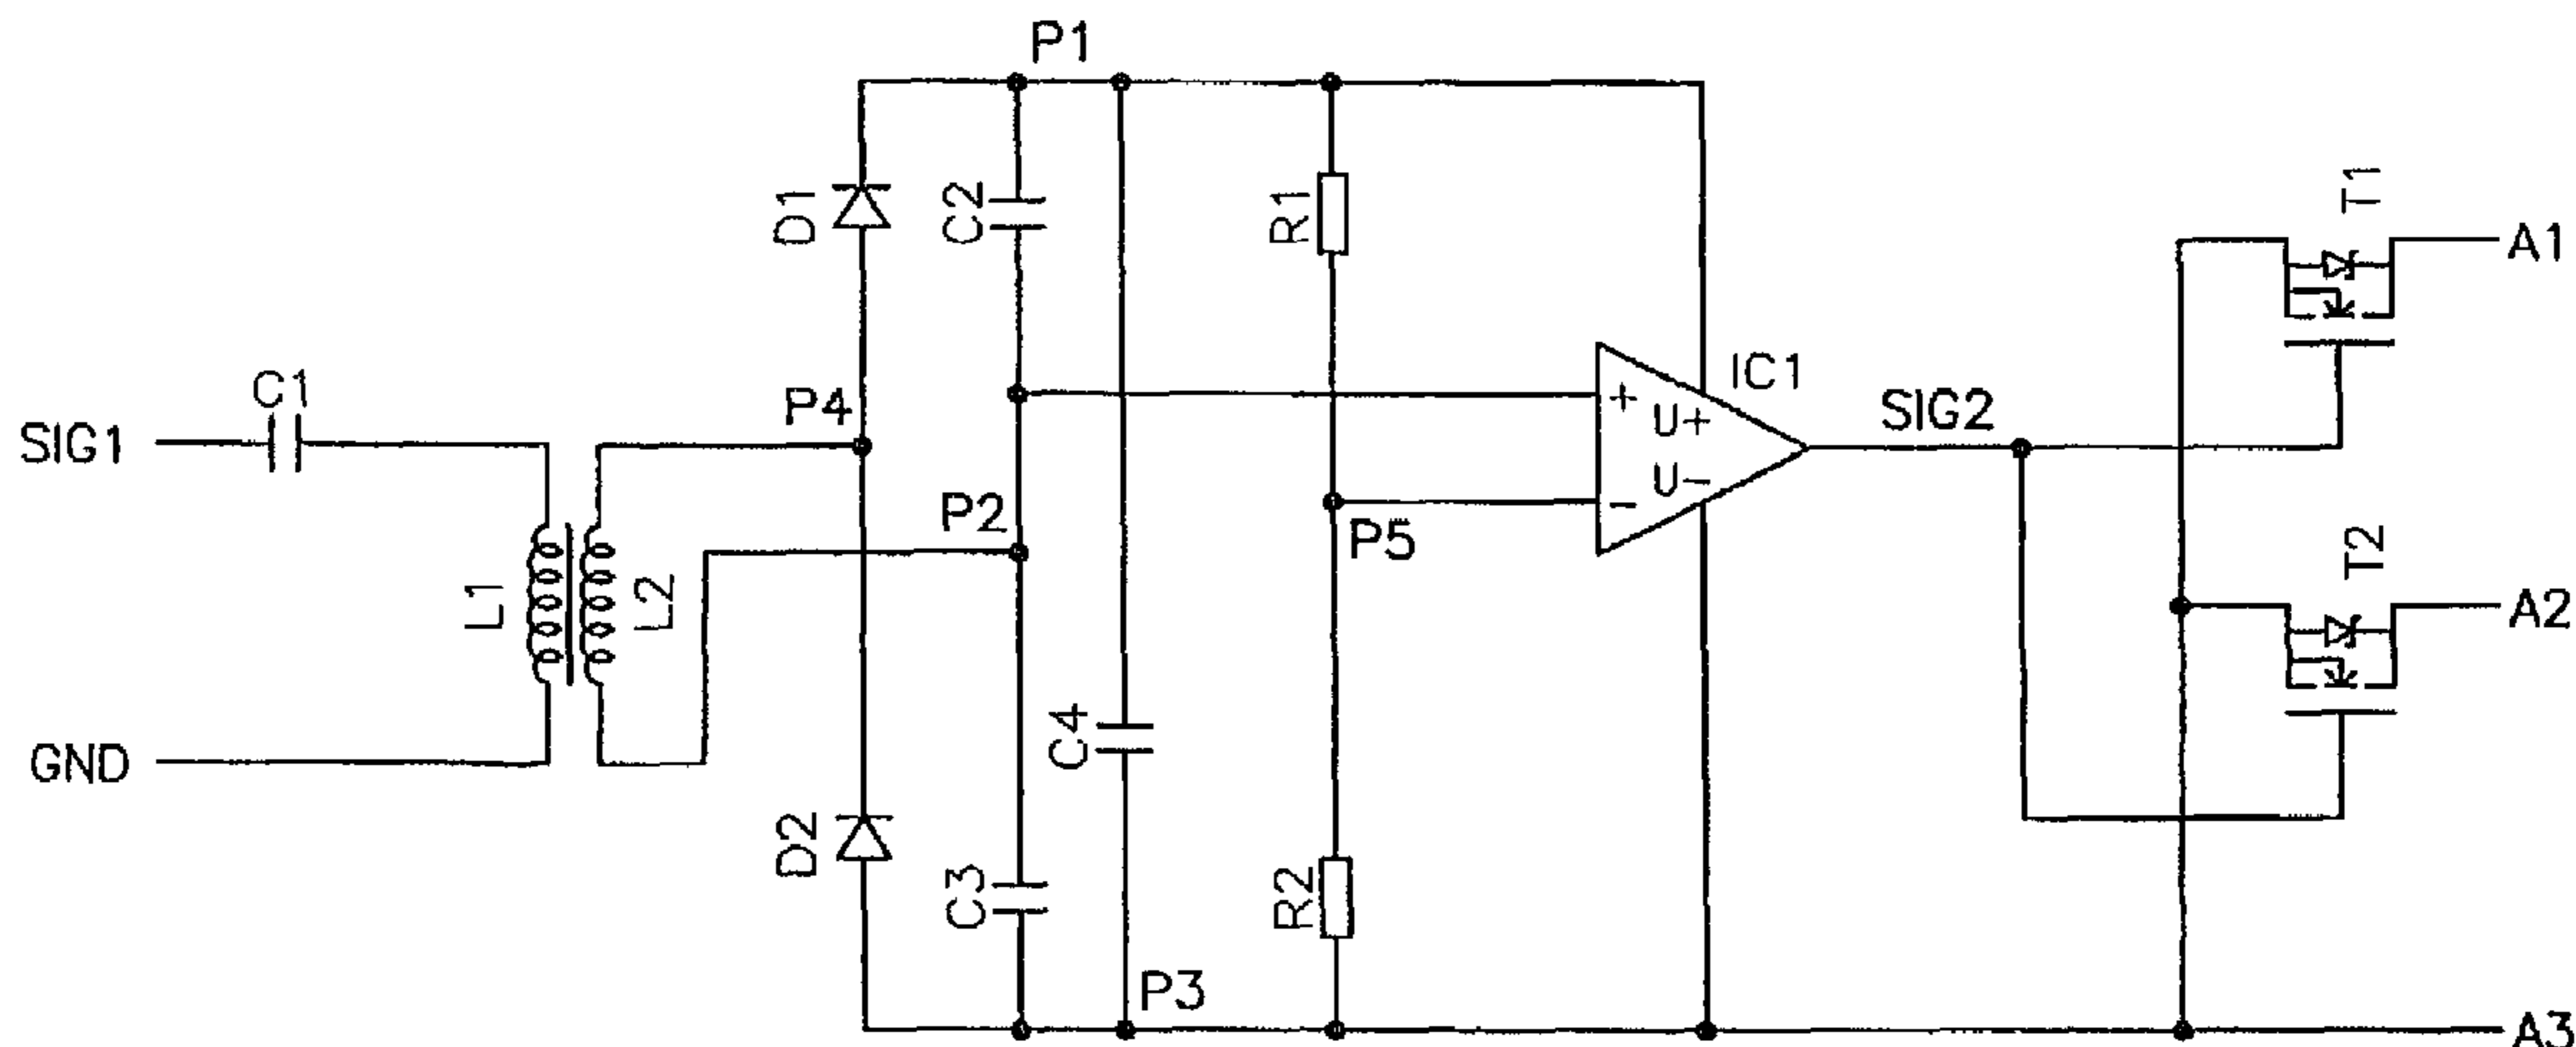 P1
D1
C2
R1
T1
A1
C1
SIG1
P4
IC1
+
U+
SIG2
U-
-
P2
P5
T2
A2
L1
L2
GND
C4
D2
C3
R2
P3
A3